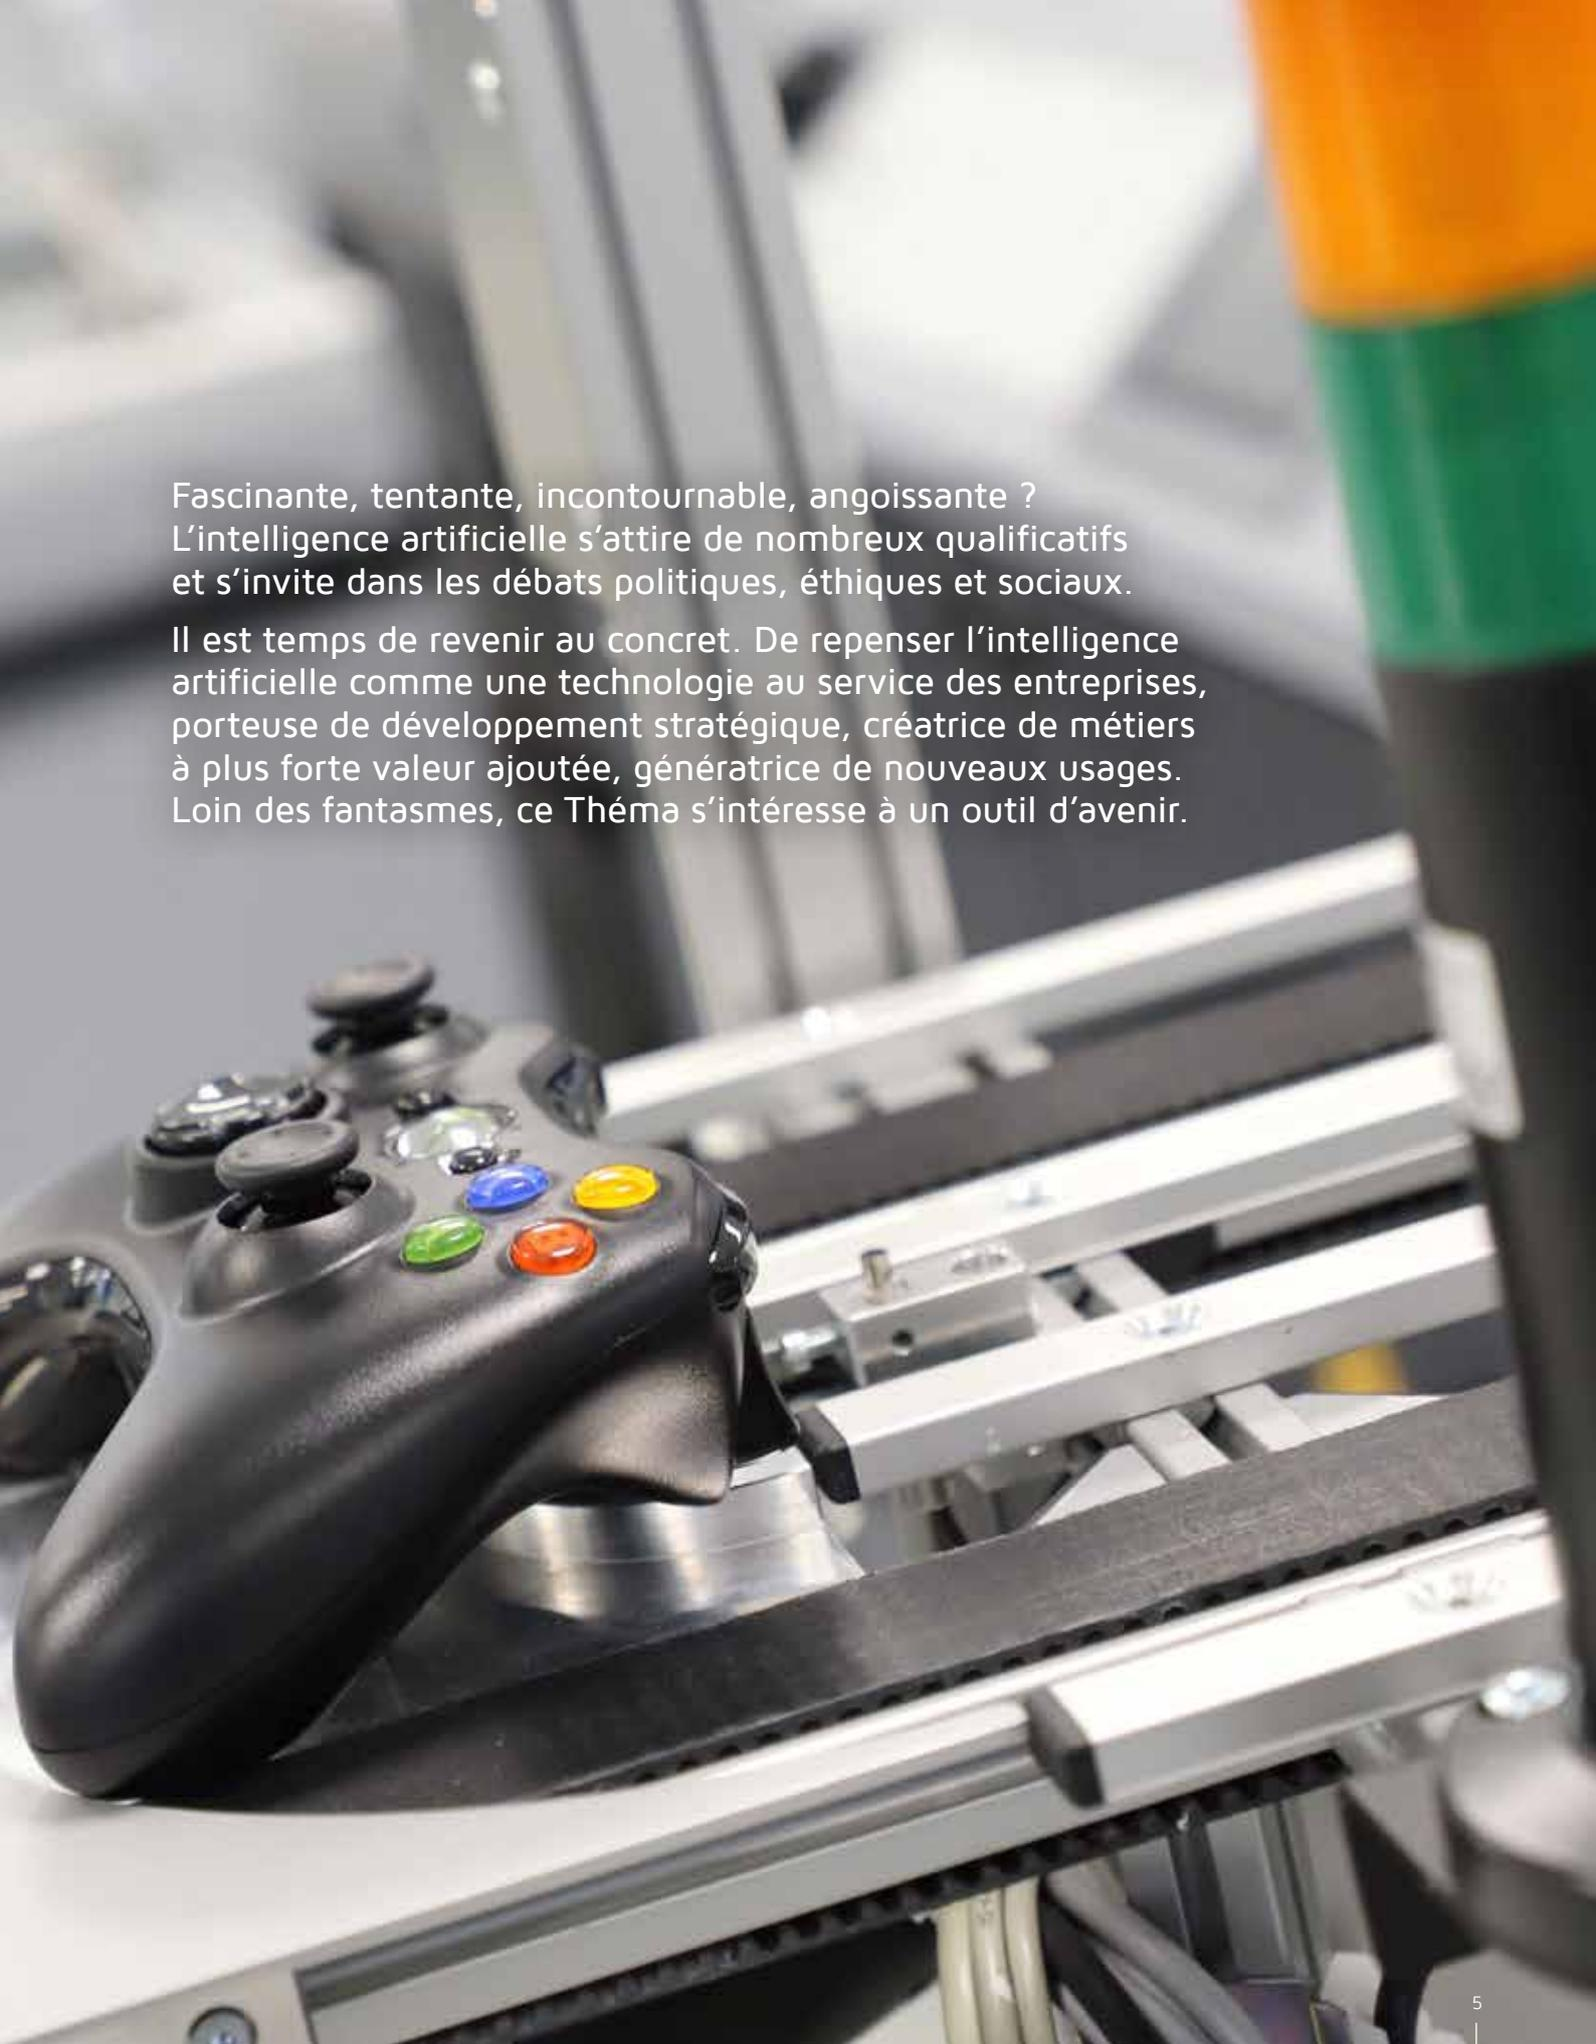 Fascinante, tentante, incontournable, angoissante ?
L’intelligence artificielle s’attire de nombreux qualificatifs
et s’invite dans les débats politiques, éthiques et sociaux.
Il est temps de revenir au concret. De repenser l’intelligence
artificielle comme une technologie au service des entreprises,
porteuse de développement stratégique, créatrice de métiers
à plus forte valeur ajoutée, génératrice de nouveaux usages.
Loin des fantasmes, ce Théma s’intéresse à un outil d’avenir.
5